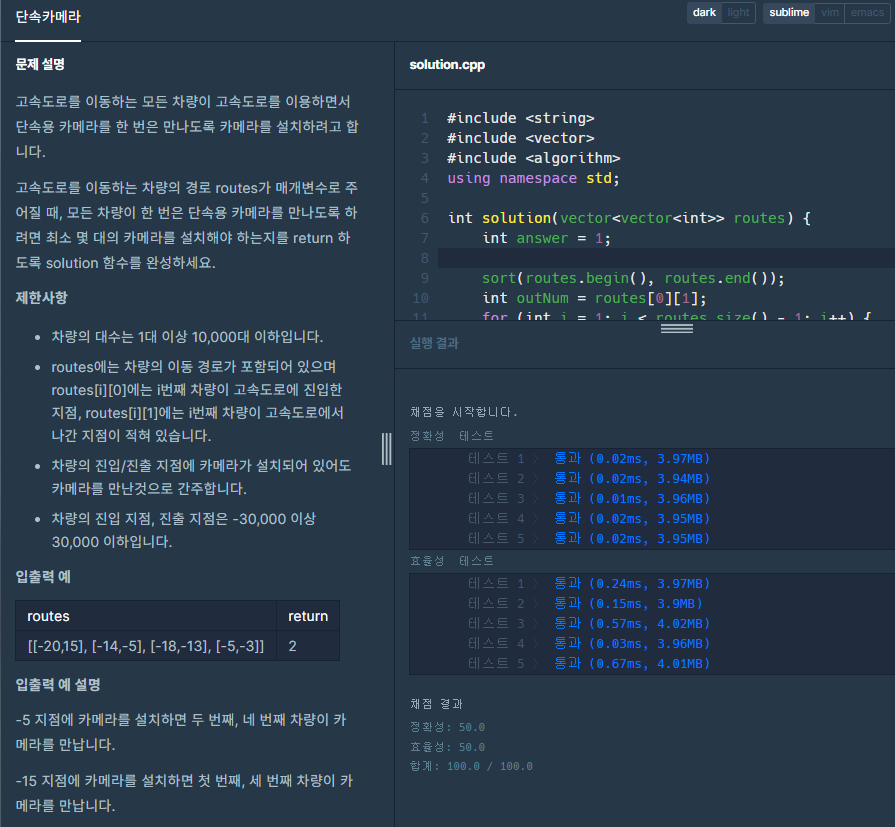 단속카메라
dark light sublime vim emacs
문제 설명
고속도로를 이동하는 모든 차량이 고속도로를 이용하면서
단속용 카메라를 한 번은 만나도록 카메라를 설치하려고 합
니다.
고속도로를 이동하는 차량의 경로 routes가 매개변수로 주
어질 때, 모든 차량이 한 번은 단속용 카메라를 만나도록 하
려면 최소 몇 대의 카메라를 설치해야 하는지를 return 하
도록 solution 함수를 완성하세요.
제한사항
차량의 대수는 1대 이상 10,000대 이하입니다.
routes에는 차량의 이동 경로가 포함되어 있으며
routes[i][0]에는 i번째 차량이 고속도로에 진입한
지점, routes[i][1]에는 i번째 차량이 고속도로에서
나간 지점이 적혀 있습니다.
차량의 진입/진출 지점에 카메라가 설치되어 있어도
카메라를 만난것으로 간주합니다.
차량의 진입 지점, 진출 지점은 -30,000 이상
30,000 이하입니다.
입출력 예
routes return
[[-20,15], [-14,-5], [-18,-13], [-5,-3]] 2
입출력 예 설명
-5 지점에 카메라를 설치하면 두 번째, 네 번째 차량이 카
메라를 만납니다.
-15 지점에 카메라를 설치하면 첫 번째, 세 번째 차량이 카
메라를 만납니다.
solution.cpp
1 #include <string>
2 #include <vector>
3 #include <algorithm>
4 using namespace std;
5
6 int solution(vector<vector<int>> routes) {
7 int answer = 1;
8
9 sort(routes.begin(), routes.end());
10 int outNum = routes[0][1];
11 for (int i = 1; i < routes.size() - 1; i++) {
실행 결과
채점을 시작합니다.
정확성 테스트
테스트 1 〉 통과 (0.02ms, 3.97MB)
테스트 2 〉 통과 (0.02ms, 3.94MB)
테스트 3 〉 통과 (0.01ms, 3.96MB)
테스트 4 〉 통과 (0.02ms, 3.95MB)
테스트 5 〉 통과 (0.02ms, 3.95MB)
효율성 테스트
테스트 1 〉 통과 (0.24ms, 3.97MB)
테스트 2 〉 통과 (0.15ms, 3.9MB)
테스트 3 〉 통과 (0.57ms, 4.02MB)
테스트 4 〉 통과 (0.03ms, 3.96MB)
테스트 5 〉 통과 (0.67ms, 4.01MB)
채점 결과
정확성: 50.0
효율성: 50.0
합계: 100.0 / 100.0